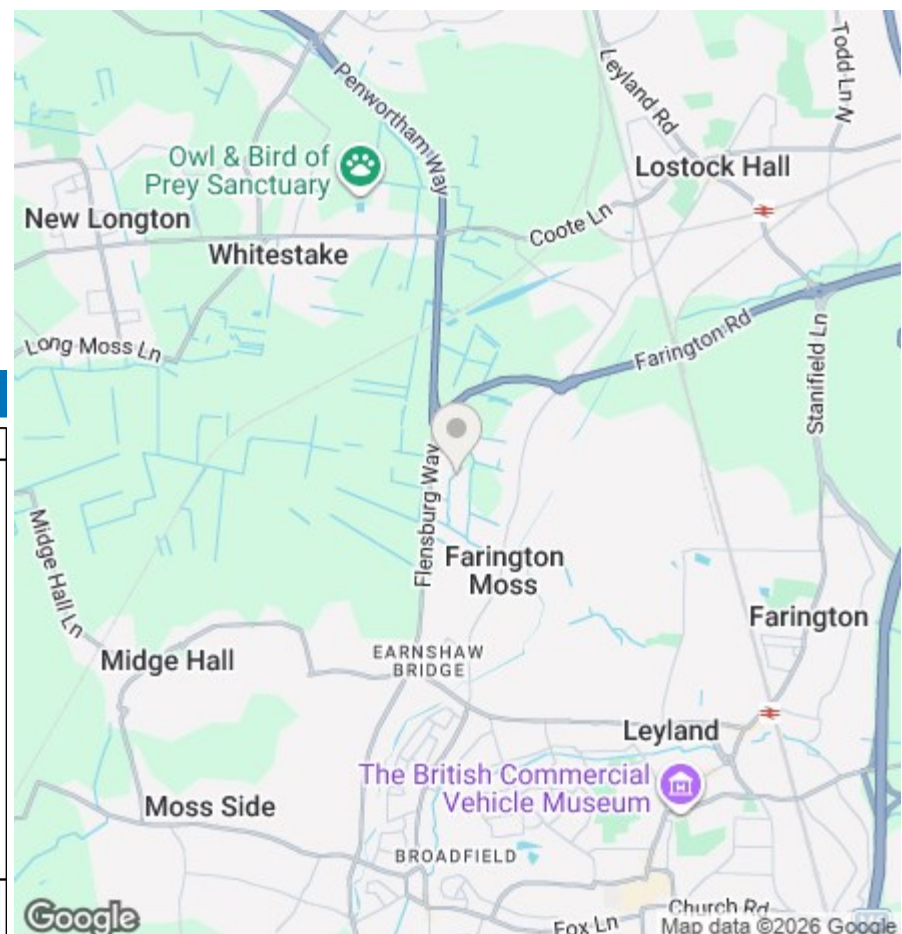 Penwortham Way
Leyland Rd
Todd Ln N
Owl & Bird of
Prey Sanctuary
Lostock Hall
New Longton
Coote Ln
Whitestake
Long Moss Ln
Farington Rd
Stanifield Ln
Flensburg Way
Midge Hall Ln
Farington
Moss
Farington
EARNSHAW
BRIDGE
Midge Hall
Leyland
The British Commercial
Vehicle Museum
Moss Side
BROADFIELD
Church Rd
Fox Ln
Google
Map data ©2026 Google